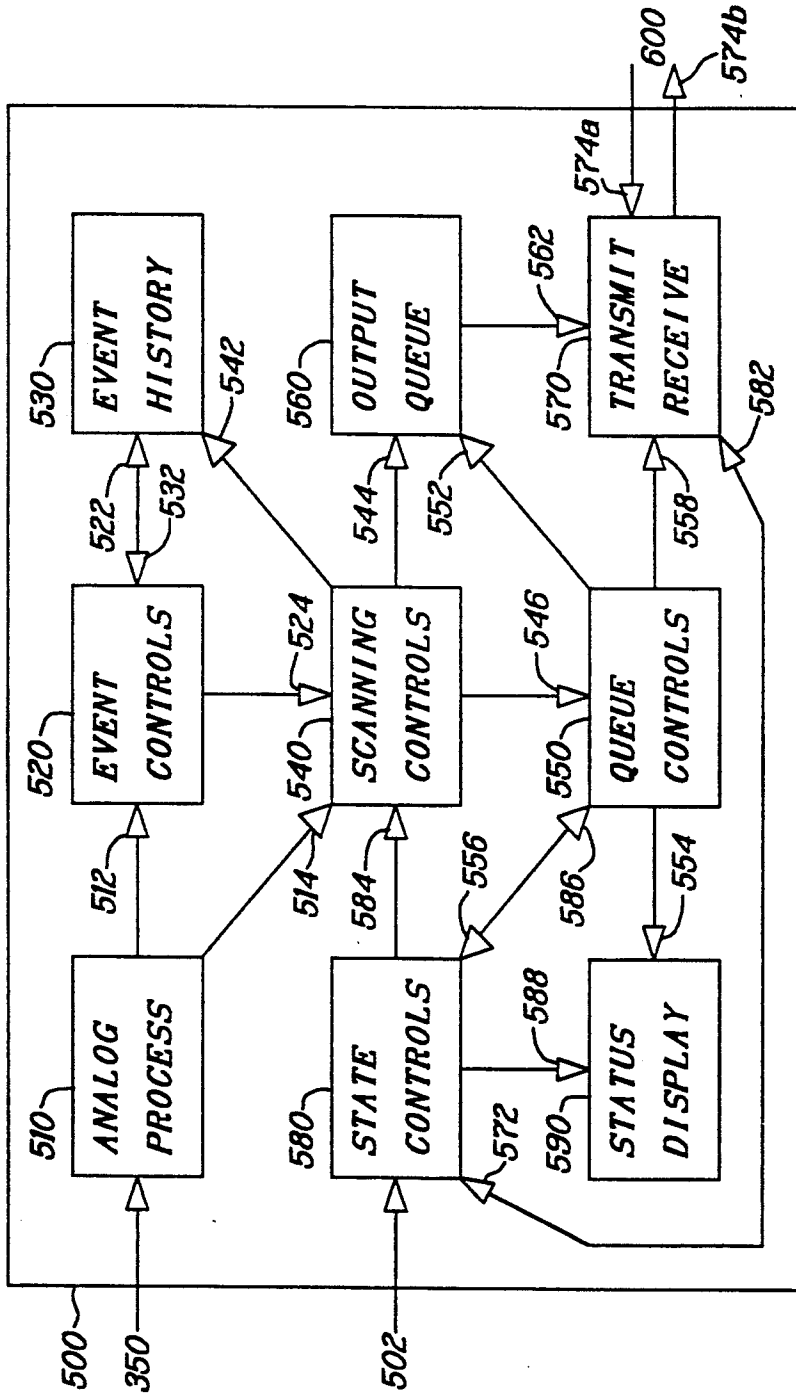 500
350
510
ANALOG
PROCESS
512
520
EVENT
CONTROLS
522
532
530
EVENT
HISTORY
542
514
524
502
580
STATE
CONTROLS
584
540
SCANNING
CONTROLS
544
560
OUTPUT
QUEUE
572
588
556
586
546
552
562
590
STATUS
DISPLAY
554
550
QUEUE
CONTROLS
558
570
TRANSMIT
RECEIVE
574a
600
574b
582